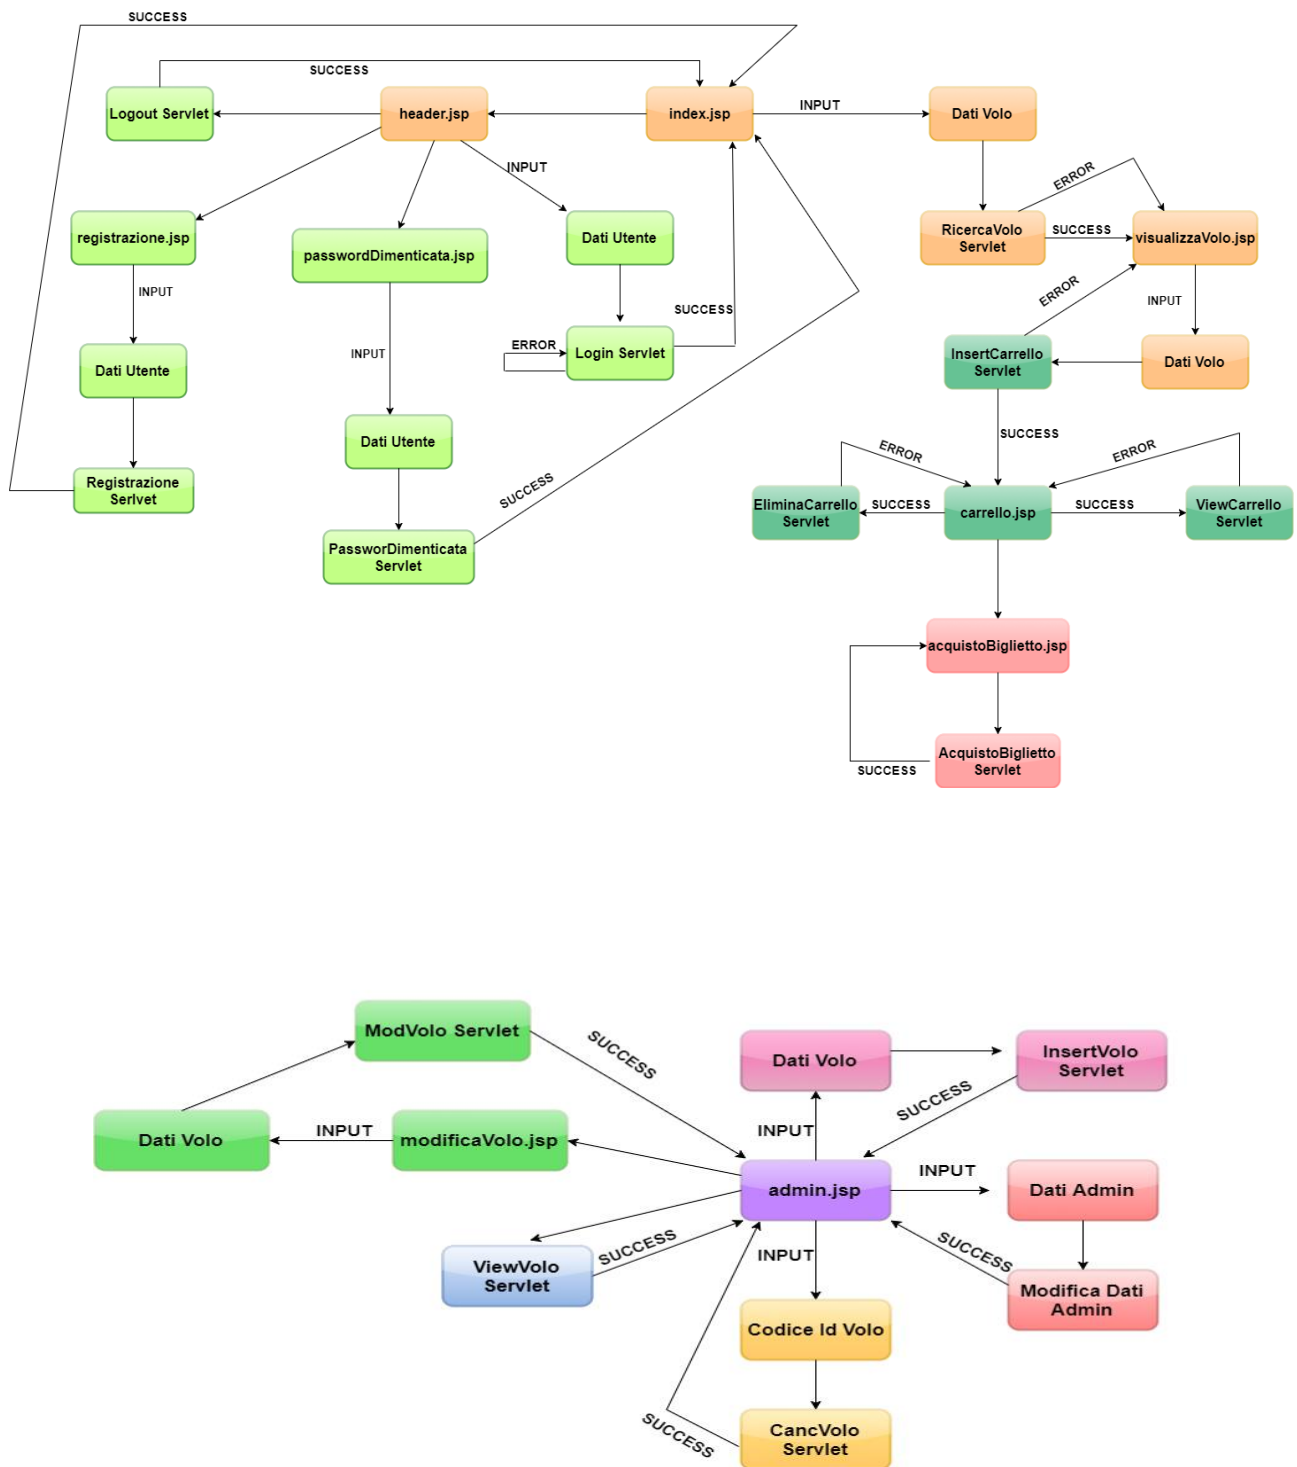 SUCCESS
SUCCESS
Logout Servlet
header.jsp
index.jsp
INPUT
Dati Volo
INPUT
ERROR
registrazione.jsp
passwordDimenticata.jsp
Dati Utente
RicercaVolo
Servlet
SUCCESS
visualizzaVolo.jsp
INPUT
ERROR
INPUT
SUCCESS
ERROR
Login Servlet
INPUT
InsertCarrello
Servlet
Dati Volo
Dati Utente
SUCCESS
Dati Utente
ERROR
ERROR
Registrazione
Serlvet
SUCCESS
EliminaCarrello
Servlet
SUCCESS
carrello.jsp
SUCCESS
ViewCarrello
Servlet
PassworDimenticata
Servlet
acquistoBiglietto.jsp
SUCCESS
AcquistoBiglietto
Servlet
ModVolo Servlet
SUCCESS
Dati Volo
InsertVolo
Servlet
SUCCESS
Dati Volo
INPUT
modificaVolo.jsp
INPUT
admin.jsp
INPUT
Dati Admin
ViewVolo
Servlet
SUCCESS
INPUT
SUCCESS
Modifica Dati
Admin
Codice Id Volo
SUCCESS
CancVolo
Servlet